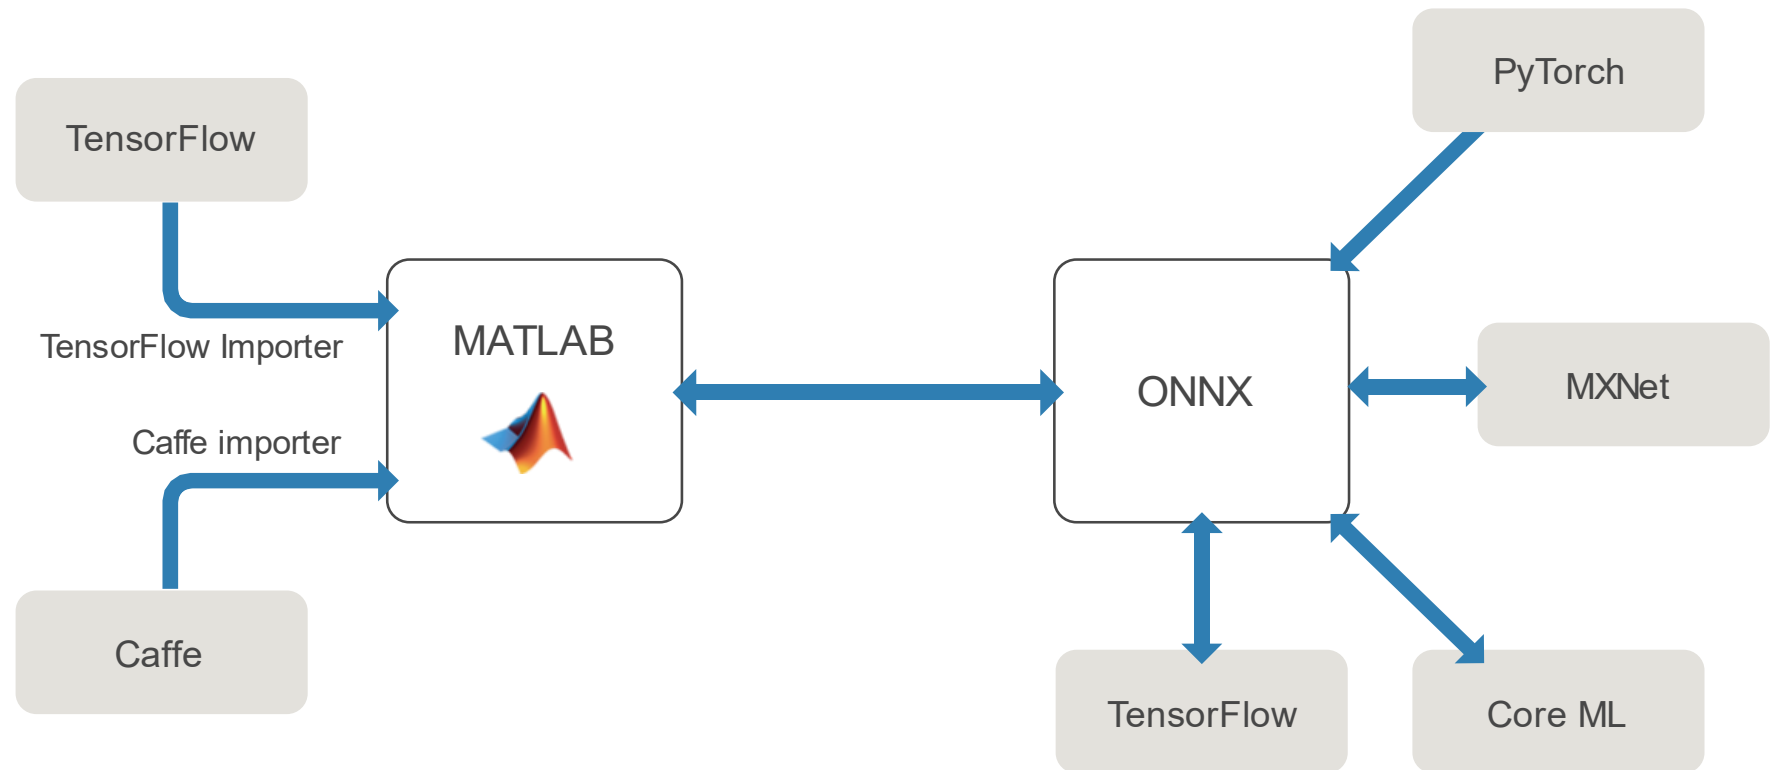 PyTorch
TensorFlow
TensorFlow Importer
MATLAB
ONNX
MXNet
Caffe importer
Caffe
TensorFlow
Core ML